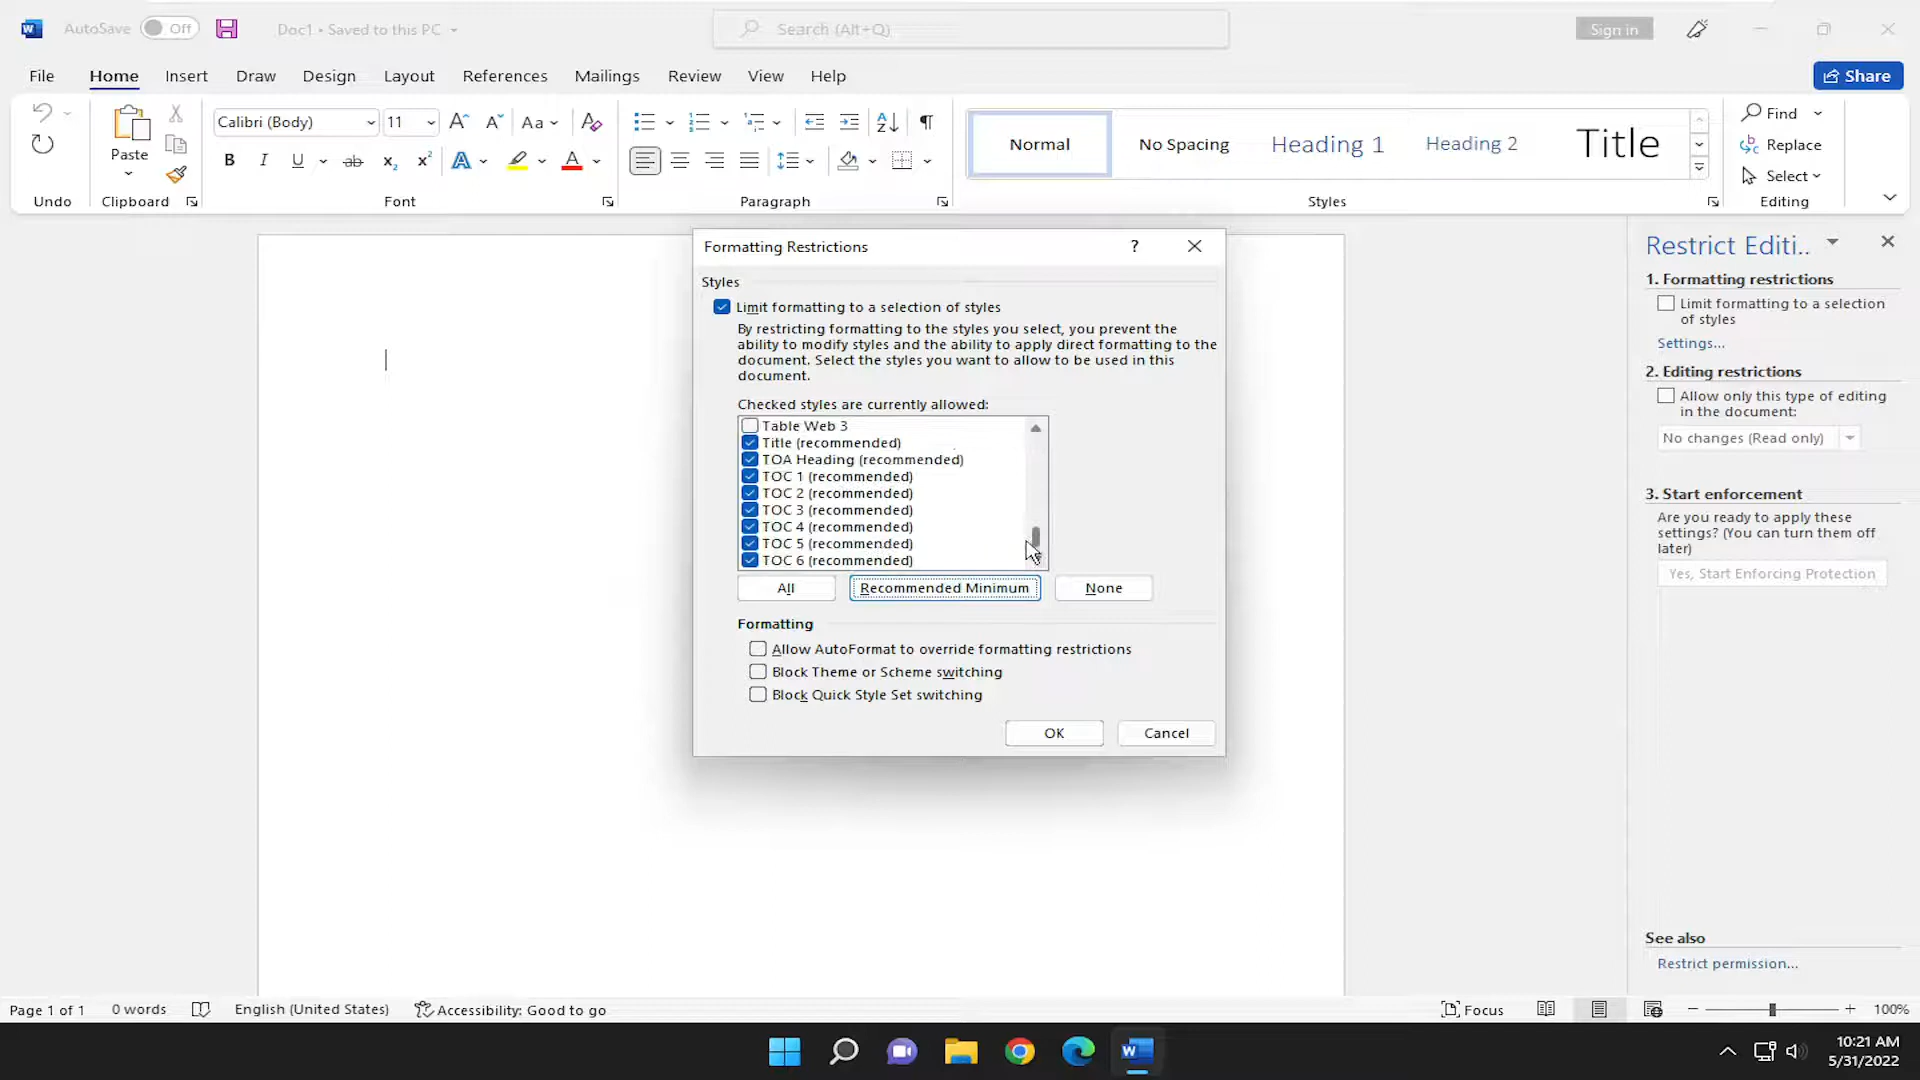 AutoSave Off Doc1 • Saved to this PC Search (Alt+Q) Sign in
File Home Insert Draw Design Layout References Mailings Review View Help Share
Paste
Calibri (Body) 11 Aa
B I U ab x₂ x² A A
Normal No Spacing Heading 1 Heading 2 Title
Find
Replace
Select
Undo Clipboard Font Paragraph Styles Editing
Formatting Restrictions ?
Styles
Limit formatting to a selection of styles
By restricting formatting to the styles you select, you prevent the
ability to modify styles and the ability to apply direct formatting to the
document. Select the styles you want to allow to be used in this
document.
Checked styles are currently allowed:
Table Web 3
Title (recommended)
TOA Heading (recommended)
TOC 1 (recommended)
TOC 2 (recommended)
TOC 3 (recommended)
TOC 4 (recommended)
TOC 5 (recommended)
TOC 6 (recommended)
All Recommended Minimum None
Formatting
Allow AutoFormat to override formatting restrictions
Block Theme or Scheme switching
Block Quick Style Set switching
OK Cancel
Restrict Editi..
1. Formatting restrictions
Limit formatting to a selection
of styles
Settings...
2. Editing restrictions
Allow only this type of editing
in the document:
No changes (Read only)
3. Start enforcement
Are you ready to apply these
settings? (You can turn them off
later)
Yes, Start Enforcing Protection
See also
Restrict permission...
Page 1 of 1 0 words English (United States) Accessibility: Good to go Focus 100%
10:21 AM
5/31/2022